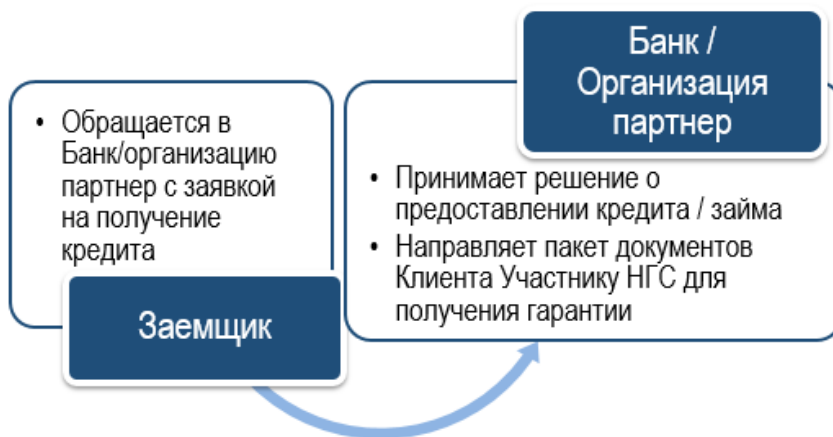 • Обращается в
Банк/организацию
партнер с заявкой
на получение
кредита
Заемщик
Банк /
Организация
партнер
• Принимает решение о
предоставлении кредита / займа
• Направляет пакет документов
Клиента Участнику НГС для
получения гарантии